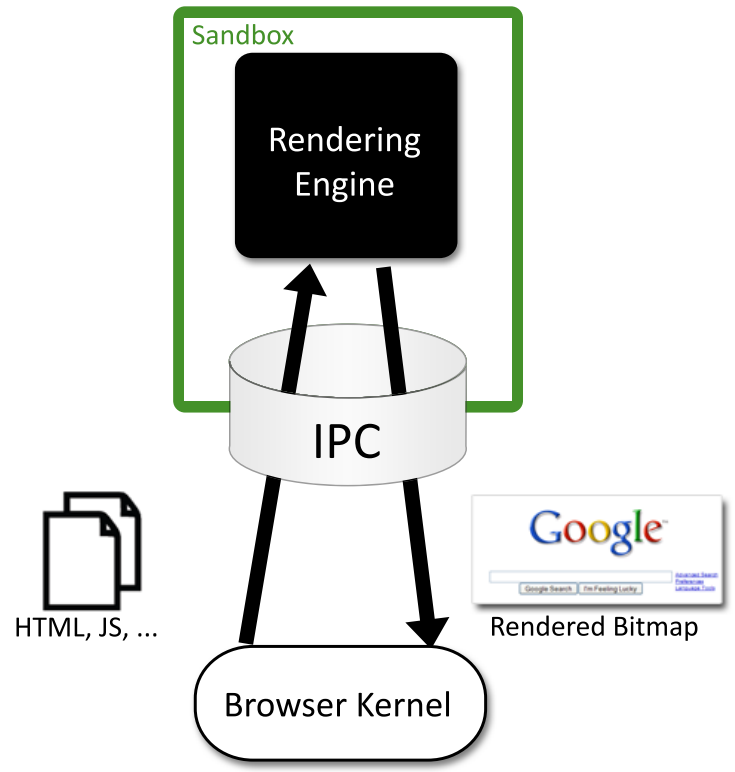 Sandbox
Rendering
Engine
IPC
HTML, JS, ...
Google™
Advanced Search
Preferences
Language Tools
Google Search
I'm Feeling Lucky
Rendered Bitmap
Browser Kernel